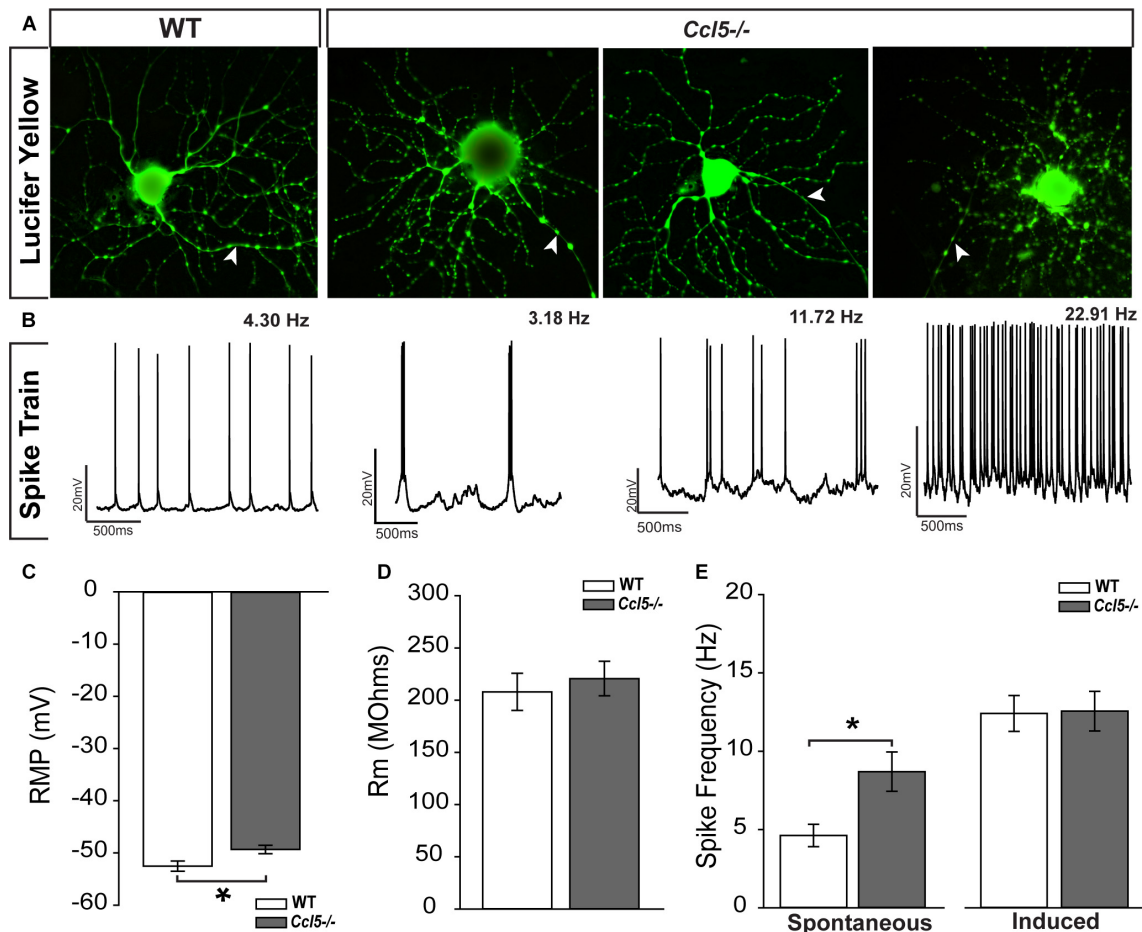 A
WT
Ccl5-/-
Lucifer Yellow
B
4.30 Hz
3.18 Hz
11.72 Hz
22.91 Hz
Spike Train
20mV
500ms
20mV
500ms
20mV
500ms
20mV
500ms
C
0
-10
-20
-30
-40
-50
-60
RMP (mV)
*
WT
Ccl5-/-
D
WT
Ccl5-/-
300
250
200
150
100
50
0
Rm (MOhms)
E
WT
Ccl5-/-
20
15
10
5
0
Spike Frequency (Hz)
*
Spontaneous
Induced